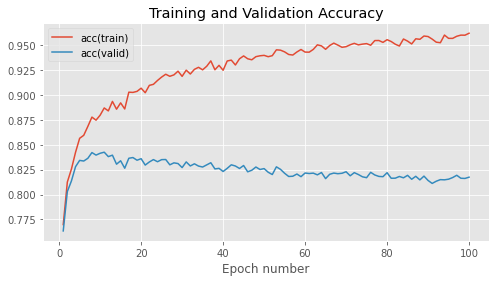 Training and Validation Accuracy
acc(train)
acc(valid)
0.950
0.925
0.900
0.875
0.850
0.825
0.800
0.775
0 20 40 60 80 100
Epoch number